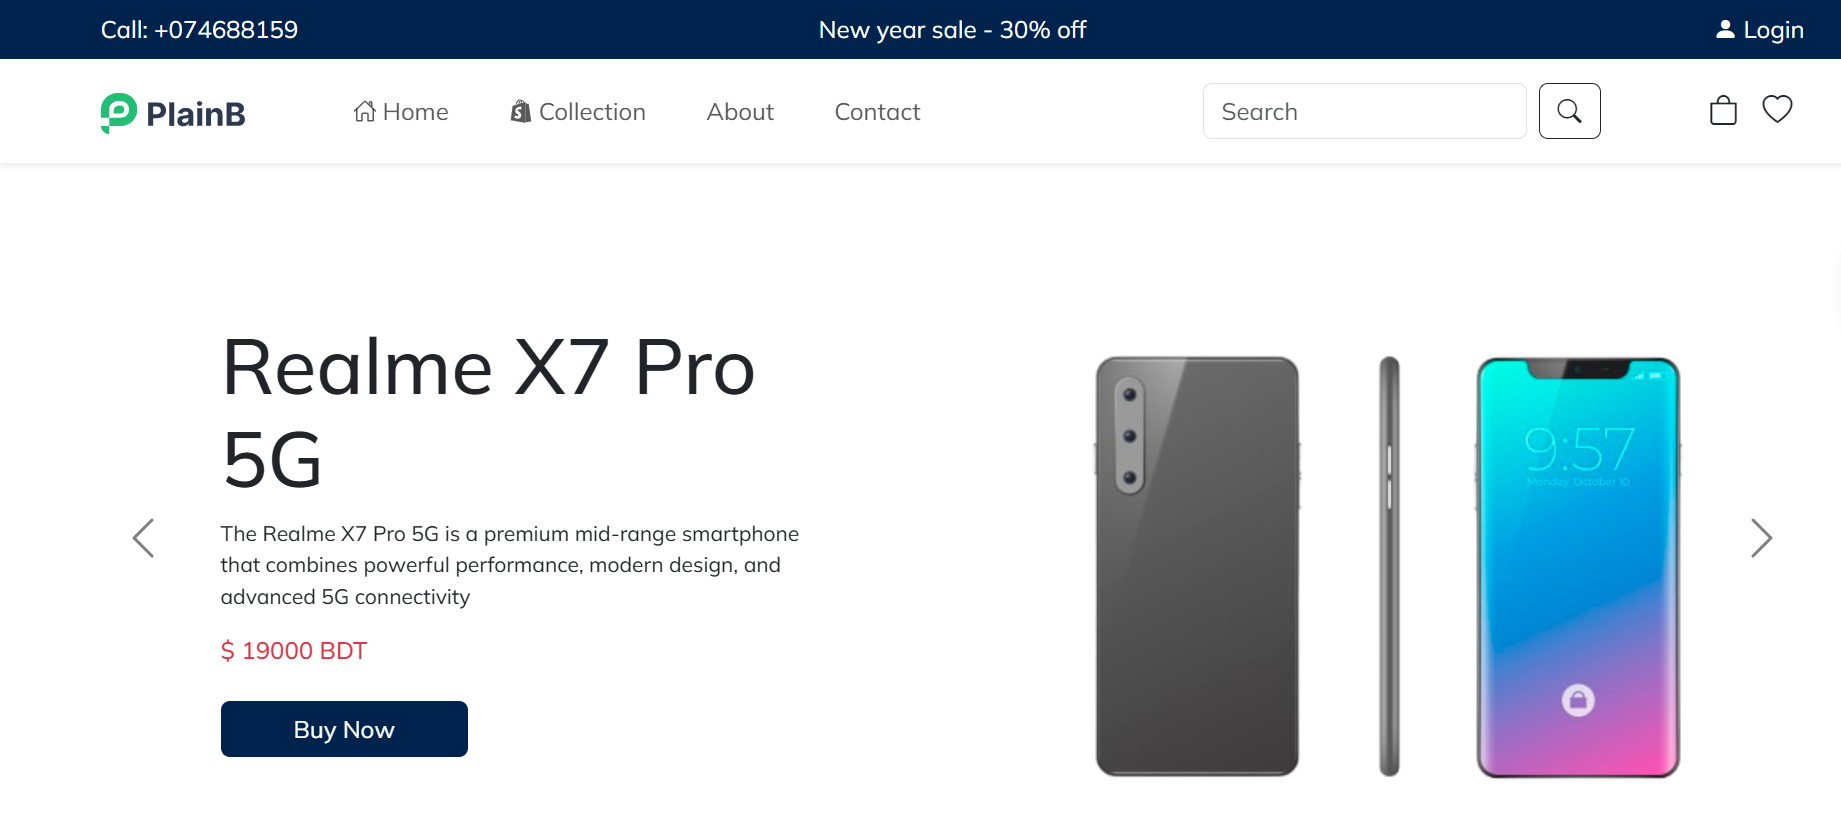 Call: +074688159
New year sale - 30% off
Login
PlainB
Home
Collection
About
Contact
Search
Realme X7 Pro
5G
The Realme X7 Pro 5G is a premium mid-range smartphone
that combines powerful performance, modern design, and
advanced 5G connectivity
$ 19000 BDT
Buy Now
9:57
Monday, October 10